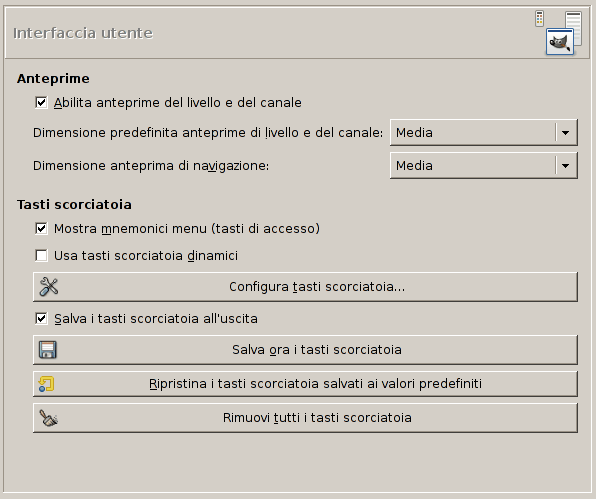 Interfaccia utente
Anteprime
Abilita anteprime del livello e del canale
Dimensione predefinita anteprime di livello e del canale: Media
Dimensione anteprima di navigazione: Media
Tasti scorciatoia
Mostra mnemonici menu (tasti di accesso)
Usa tasti scorciatoia dinamici
Configura tasti scorciatoia...
Salva i tasti scorciatoia all'uscita
Salva ora i tasti scorciatoia
Ripristina i tasti scorciatoia salvati ai valori predefiniti
Rimuovi tutti i tasti scorciatoia